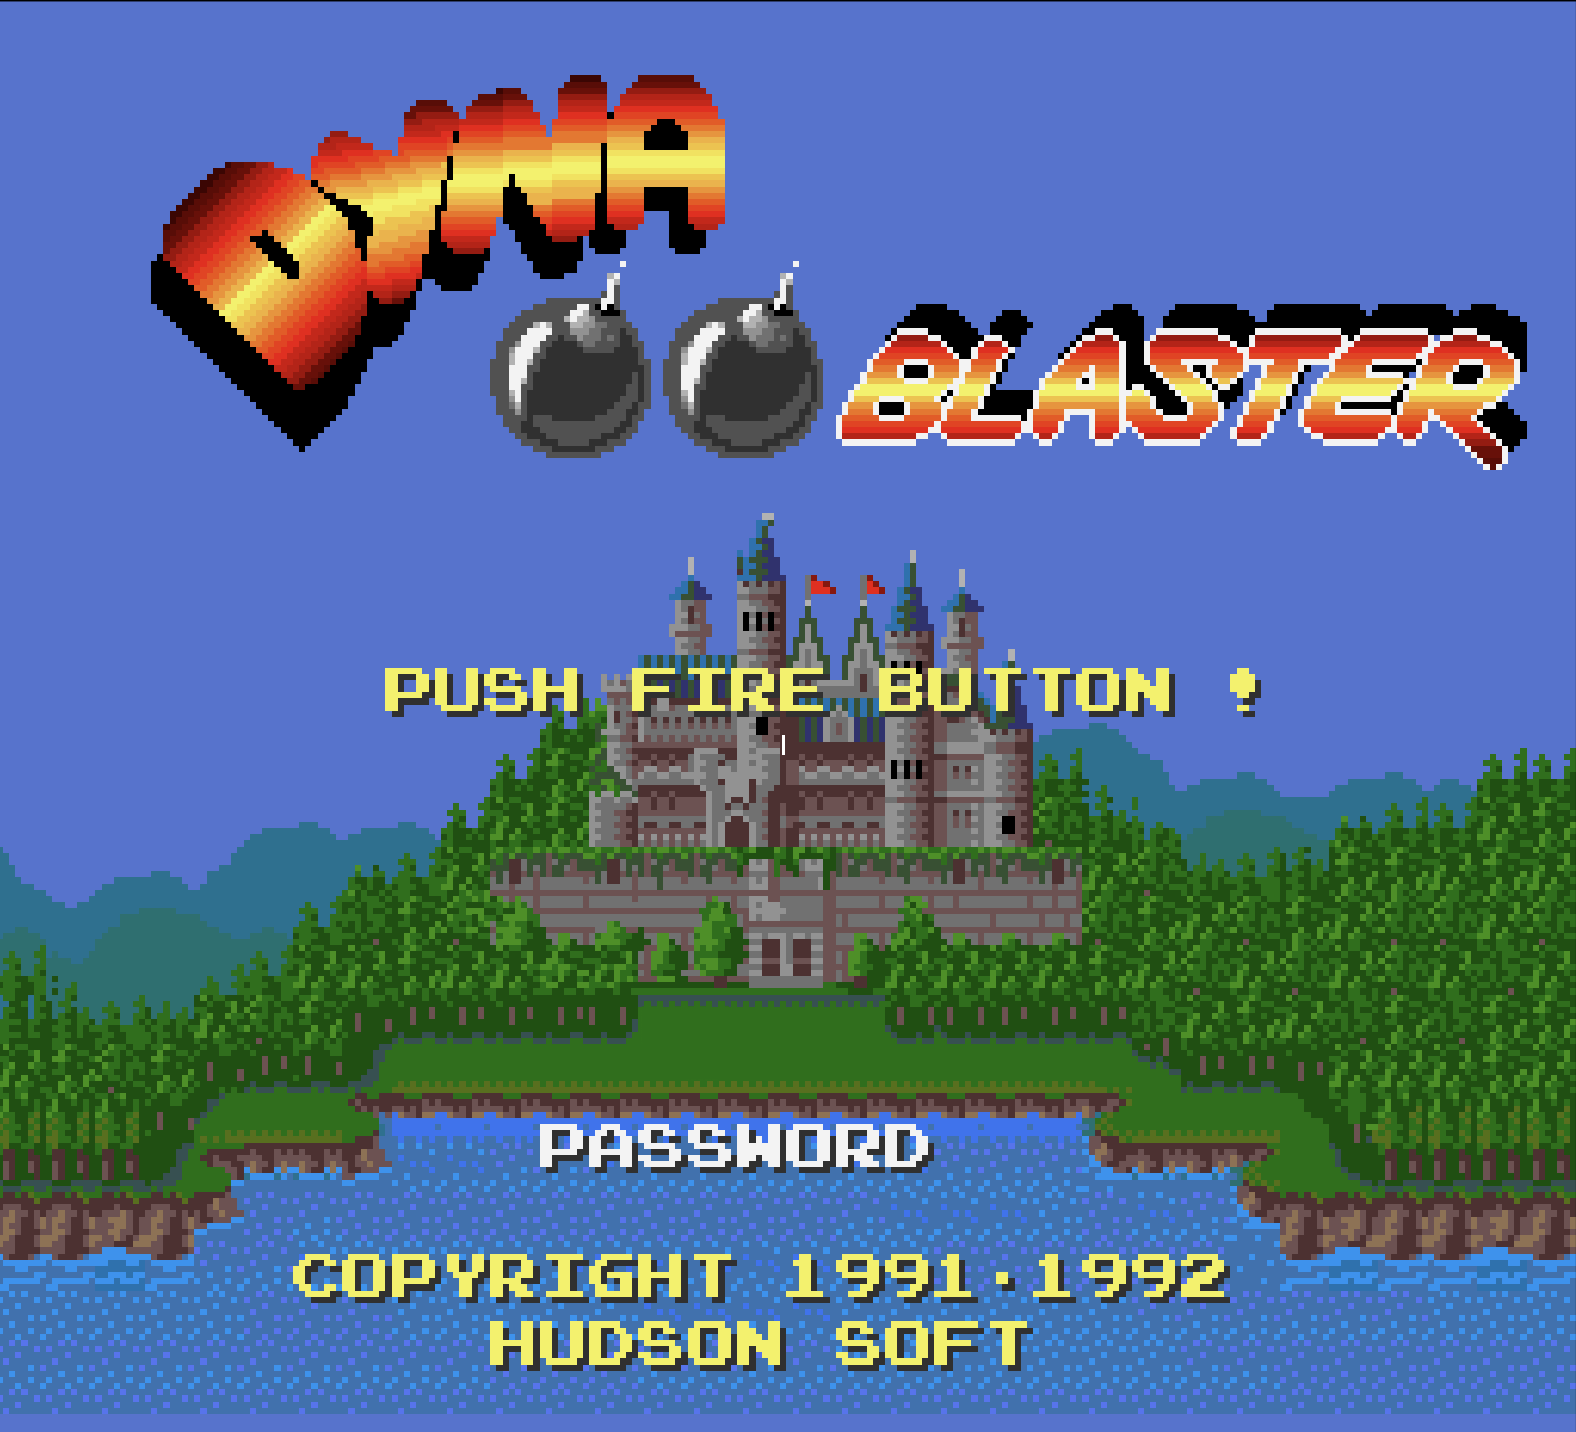 DYNA
BLASTER
PUSH FIRE BUTTON !
PASSWORD
COPYRIGHT 1991·1992
HUDSON SOFT